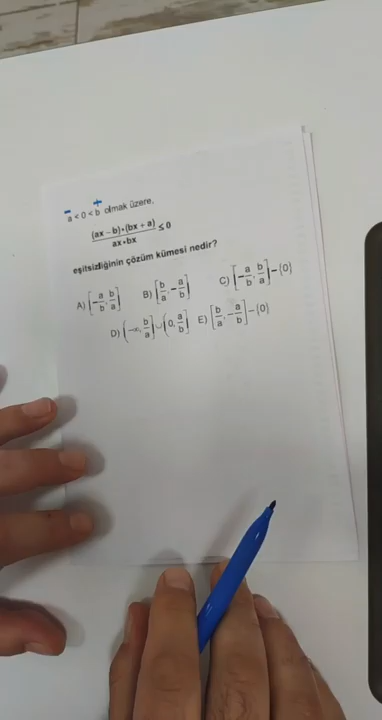 − +
a < 0 < b olmak üzere,
(ax − b)•(bx + a) / ax•bx ≤ 0
eşitsizliğinin çözüm kümesi nedir?
A) [−a/b, b/a] B) [b/a, −a/b] C) [−a/b, b/a] − {0}
D) (−∞, b/a] ∪ (0, a/b] E) [b/a, −a/b] − {0}